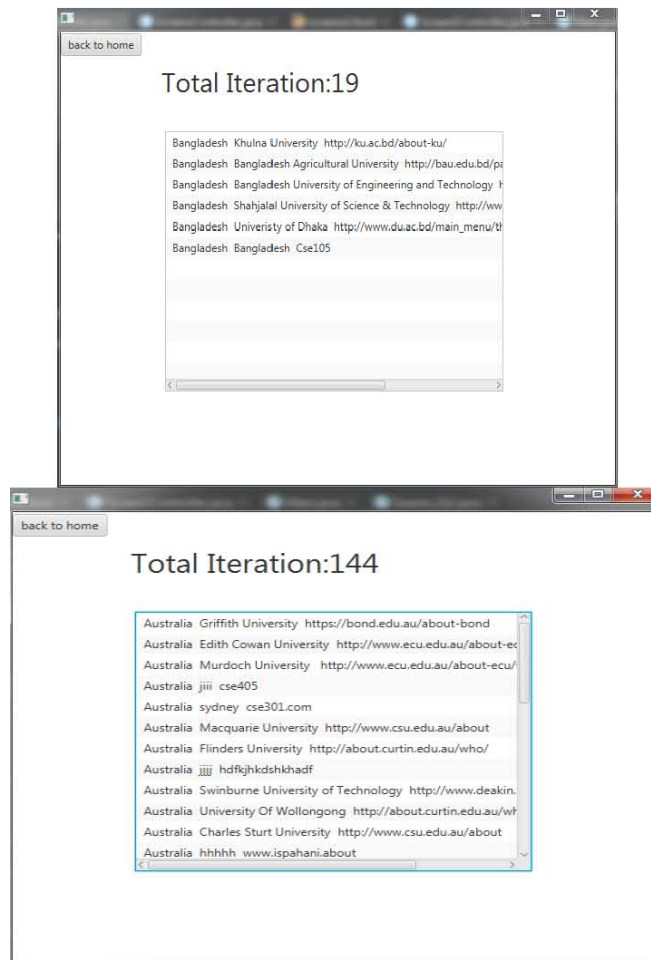 back to home
Total Iteration:19
Bangladesh Khulna University http://ku.ac.bd/about-ku/
Bangladesh Bangladesh Agricultural University http://bau.edu.bd/pa
Bangladesh Bangladesh University of Engineering and Technology
Bangladesh Shahjalal University of Science & Technology http://ww
Bangladesh Univeristy of Dhaka http://www.du.ac.bd/main_menu/th
Bangladesh Bangladesh Cse105
back to home
Total Iteration:144
Australia Griffith University https://bond.edu.au/about-bond
Australia Edith Cowan University http://www.ecu.edu.au/about-ec
Australia Murdoch University http://www.ecu.edu.au/about-ecu/
Australia jiii cse405
Australia sydney cse301.com
Australia Macquarie University http://www.csu.edu.au/about
Australia Flinders University http://about.curtin.edu.au/who/
Australia jjjj hdfkjhkdshkhadf
Australia Swinburne University of Technology http://www.deakin.
Australia University Of Wollongong http://about.curtin.edu.au/wh
Australia Charles Sturt University http://www.csu.edu.au/about
Australia hhhhh www.ispahani.about